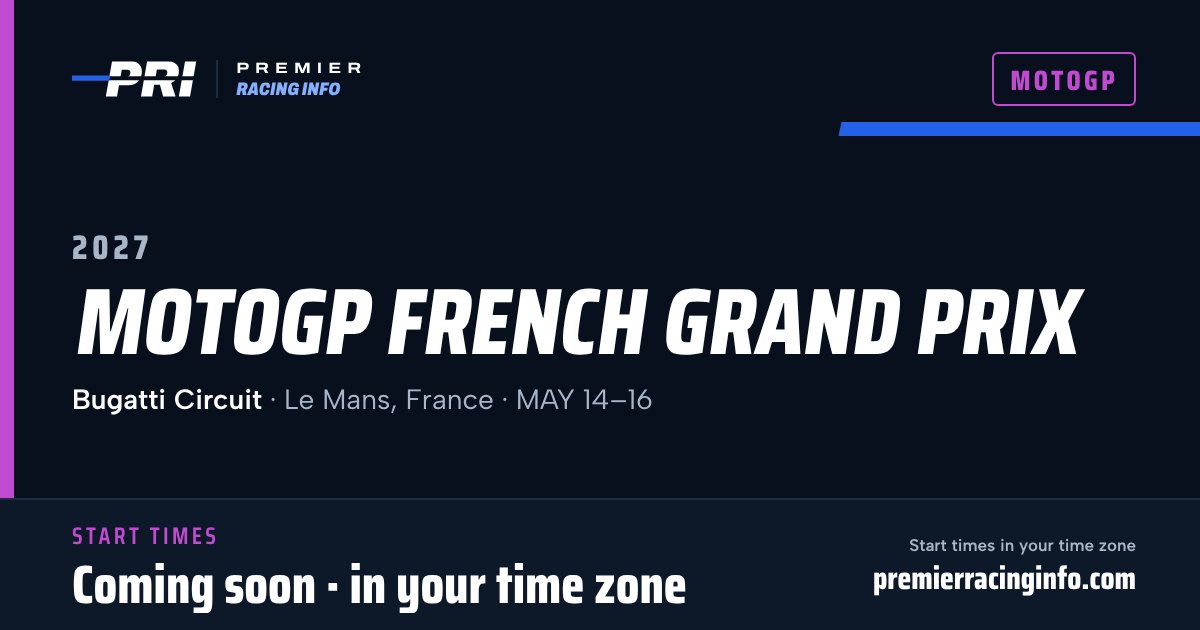 PRI
PREMIER
RACING INFO
MOTOGP
2027
MOTOGP FRENCH GRAND PRIX
Bugatti Circuit · Le Mans, France · MAY 14–16
START TIMES
Coming soon · in your time zone
Start times in your time zone
premierracinginfo.com